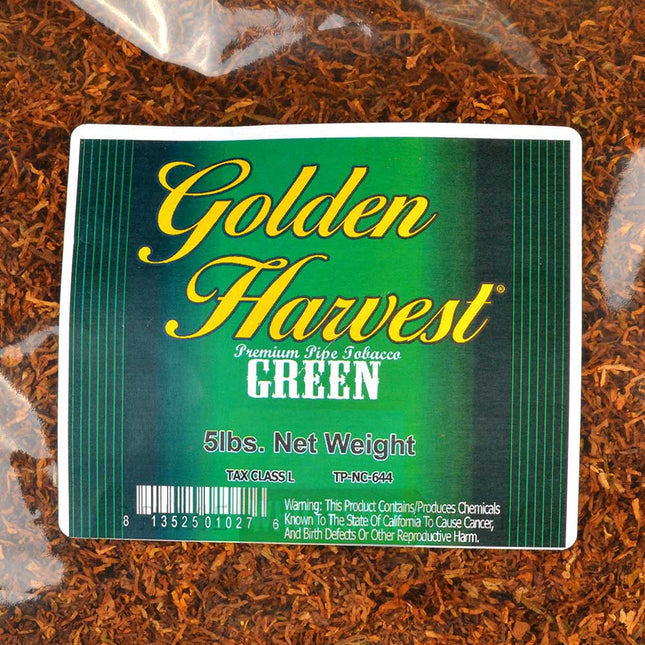 Golden
Harvest®
Premium Pipe Tobacco
GREEN
5lbs. Net Weight
TAX CLASS L TP-NC-644
Warning: This Product Contains/Produces Chemicals
Known To The State Of California To Cause Cancer,
And Birth Defects Or Other Reproductive Harm.
8 13525 01027 6